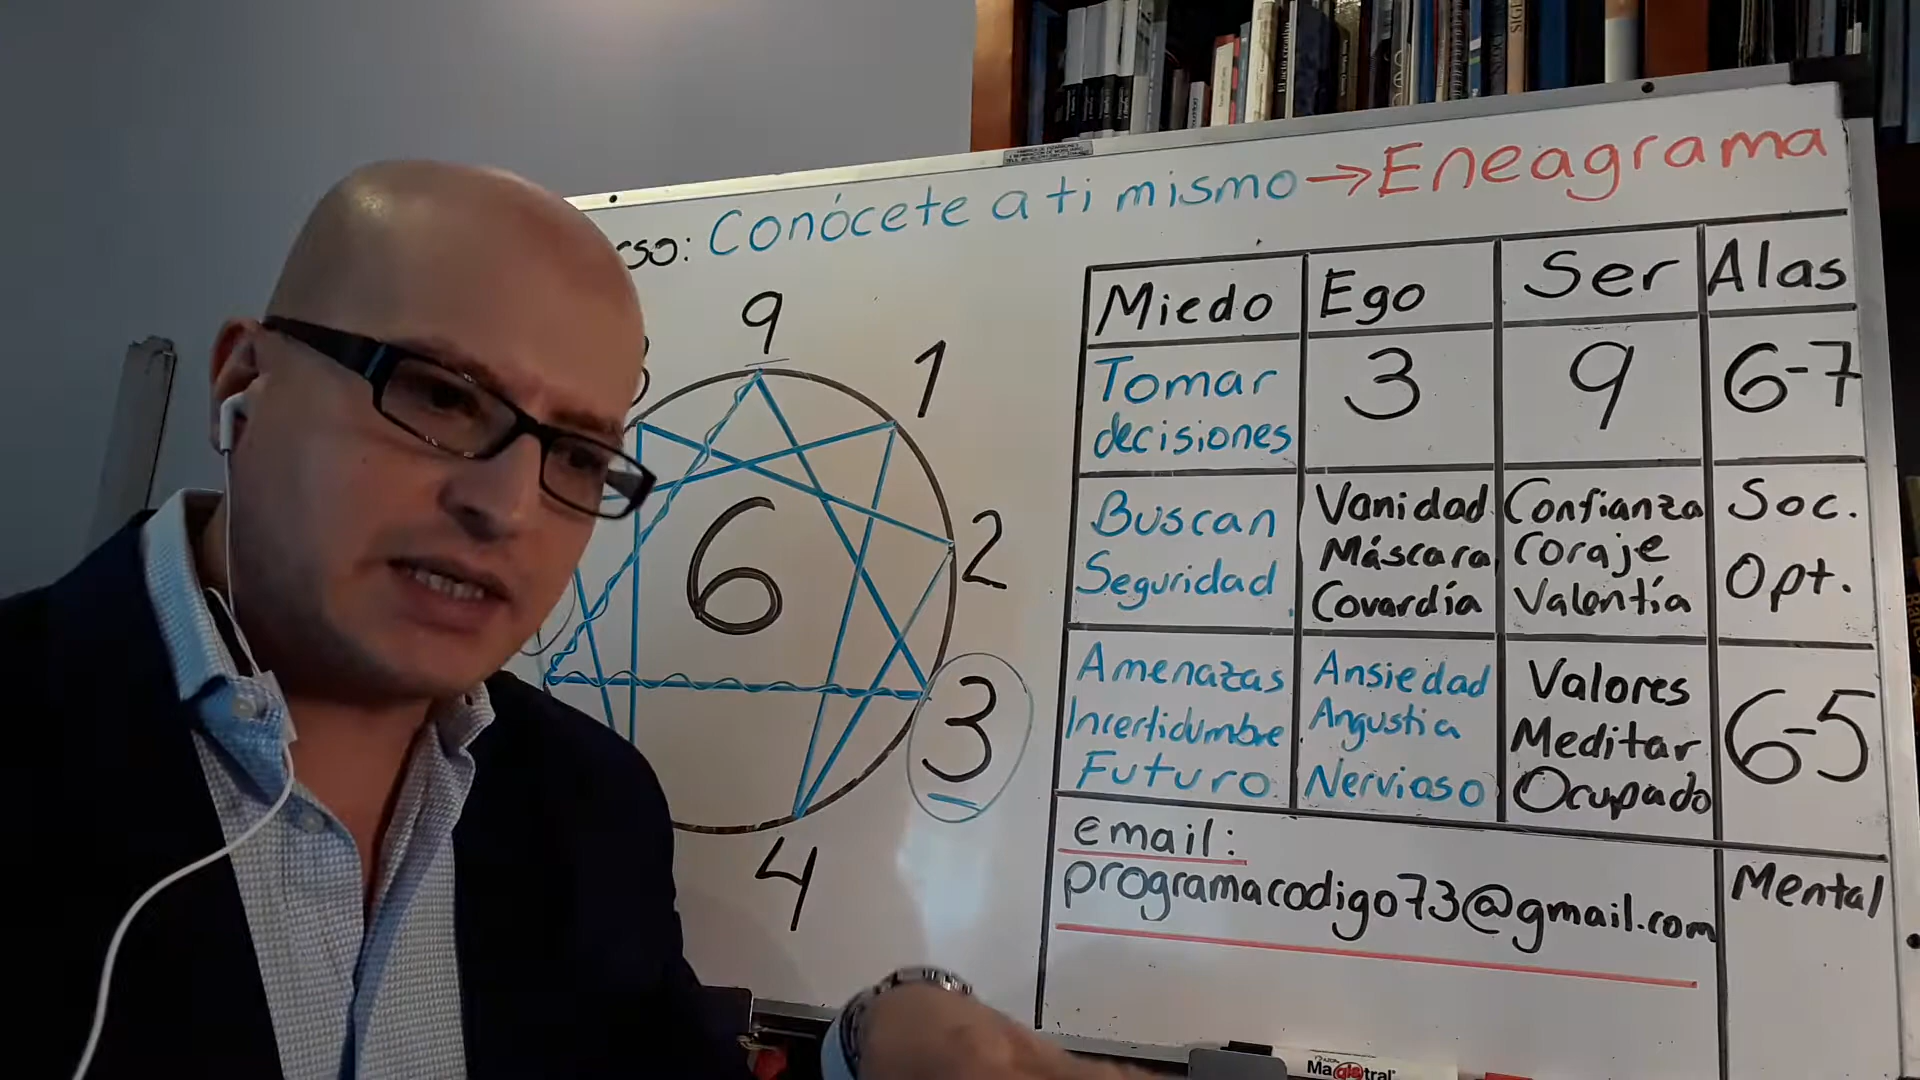 rso: Conócete a ti mismo → Eneagrama
9
1
2
3
4
6
Miedo Ego Ser Alas
Tomar decisiones 3 9 6-7
Buscan Seguridad
Vanidad Máscara Covardía
Confianza Coraje Valentía
Soc. Opt.
Amenazas Incertidumbre Futuro
Ansiedad Angustia Nervioso
Valores Meditar Ocupado
6-5
email:
programacodigo73@gmail.com
Mental
Magistral